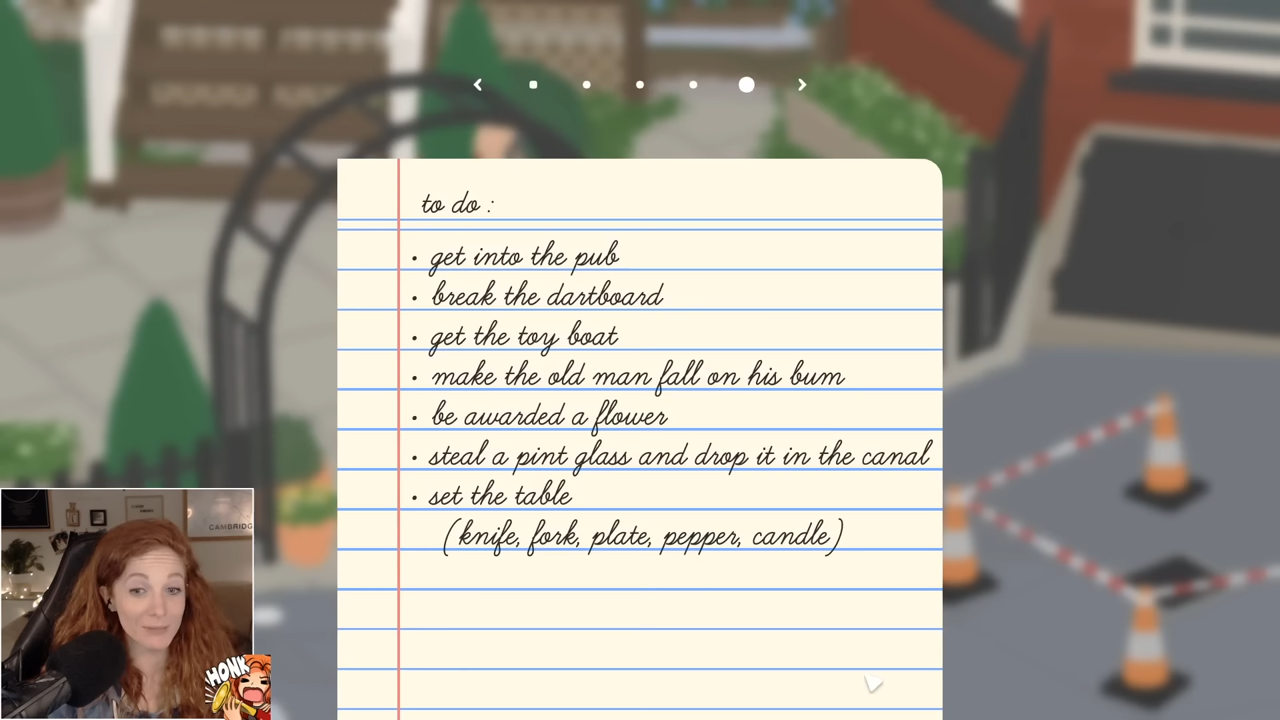 to do :
• get into the pub
• break the dartboard
• get the toy boat
• make the old man fall on his bum
• be awarded a flower
• steal a pint glass and drop it in the canal
• set the table
(knife, fork, plate, pepper, candle)
CAMBRIDG
HONK